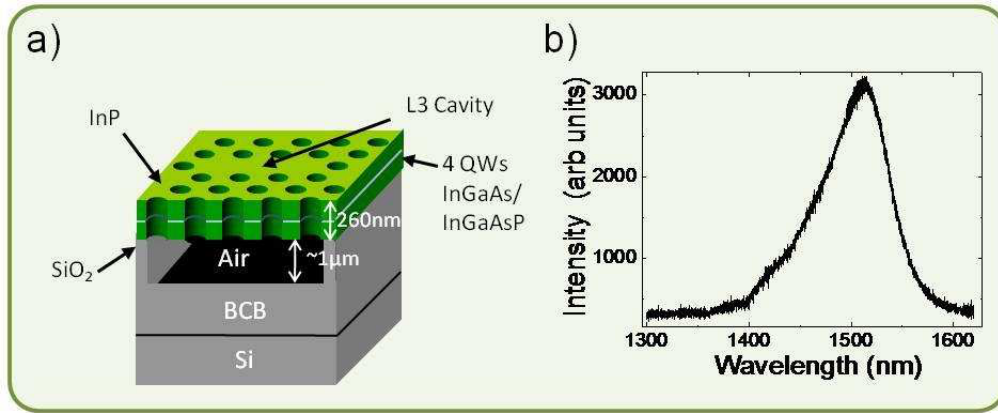 a)
InP
L3 Cavity
4 QWs
InGaAs/
InGaAsP
260nm
SiO₂
Air
~1μm
BCB
Si
b)
Intensity (arb units)
3000
2000
1000
1300 1400 1500 1600
Wavelength (nm)